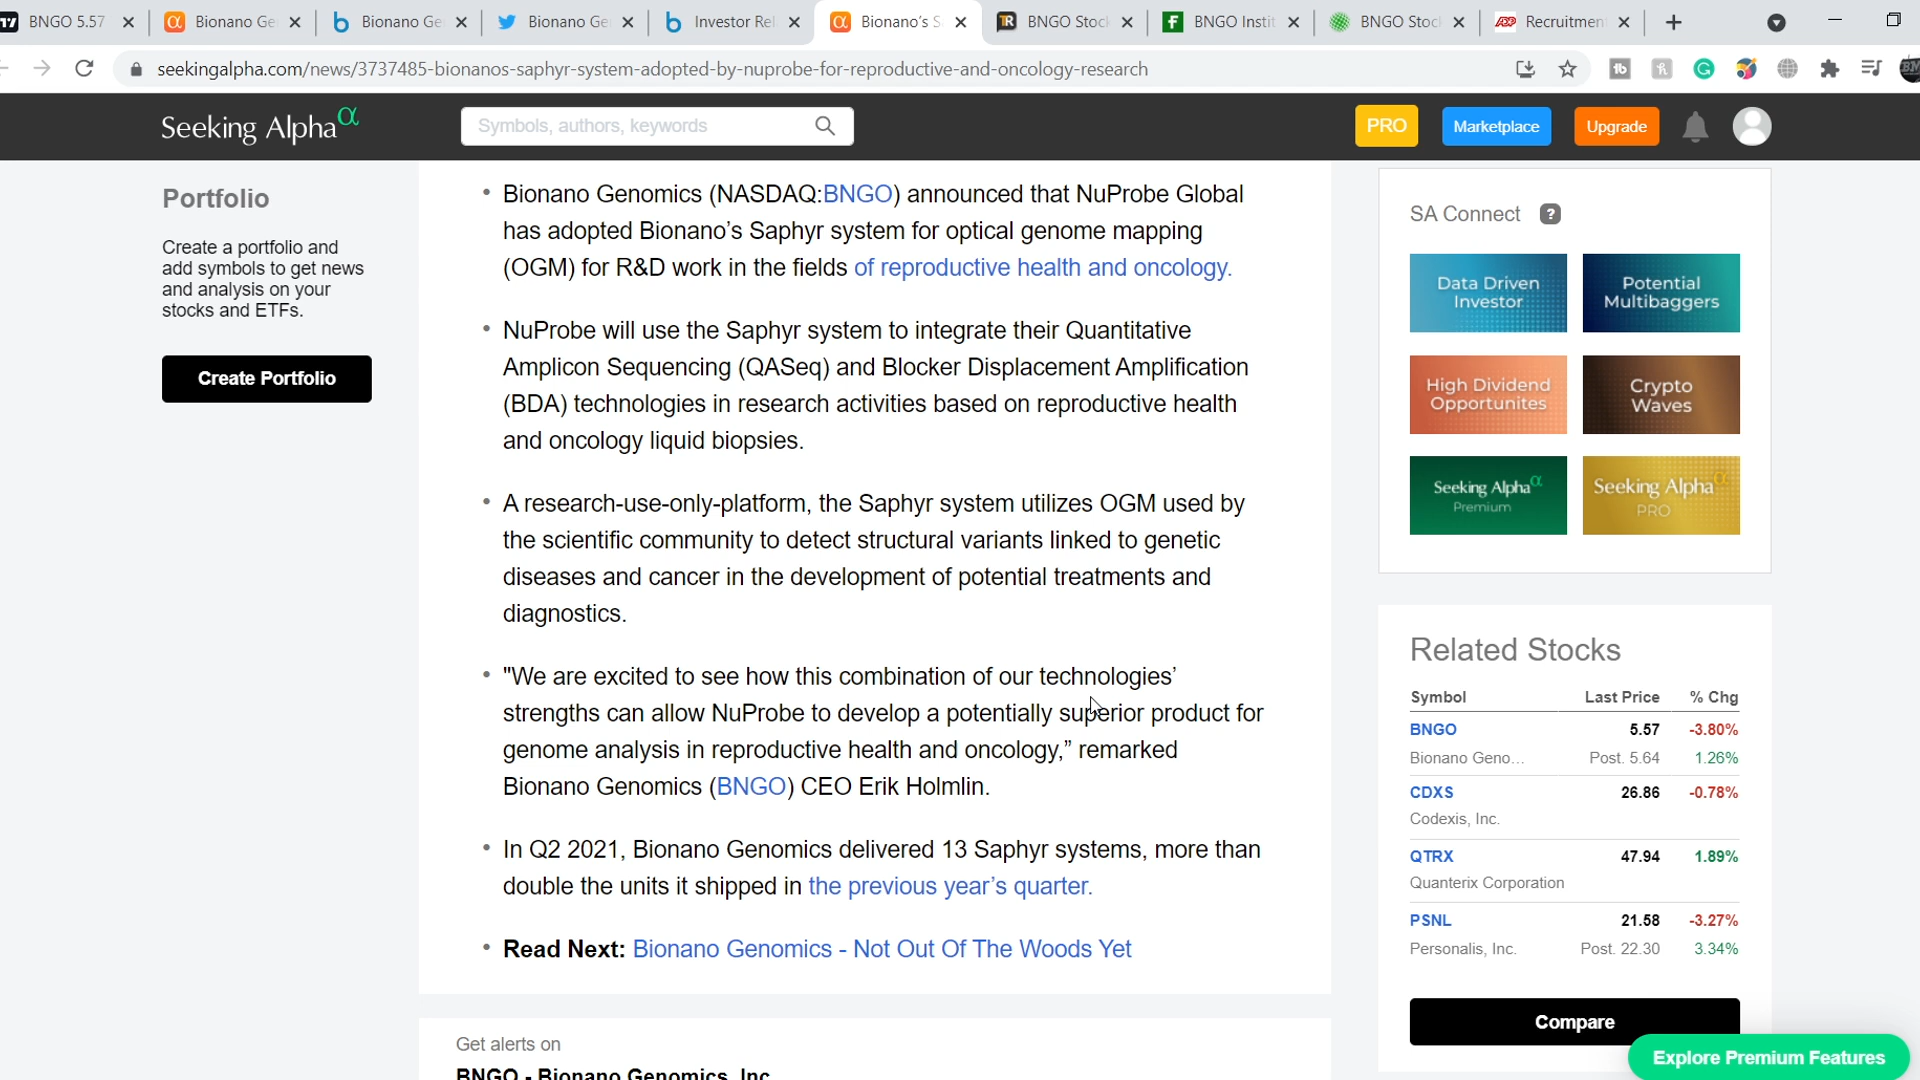 BNGO 5.57
Bionano Ge
Bionano Ge
Bionano Ge
Investor Rel
Bionano's S
BNGO Stock
BNGO Instit
BNGO Stoc
Recruitmen
seekingalpha.com/news/3737485-bionanos-saphyr-system-adopted-by-nuprobe-for-reproductive-and-oncology-research
Seeking Alpha α
Symbols, authors, keywords
PRO
Marketplace
Upgrade
Portfolio
Create a portfolio and
add symbols to get news
and analysis on your
stocks and ETFs.
Create Portfolio
• Bionano Genomics (NASDAQ:BNGO) announced that NuProbe Global
has adopted Bionano’s Saphyr system for optical genome mapping
(OGM) for R&D work in the fields of reproductive health and oncology.
• NuProbe will use the Saphyr system to integrate their Quantitative
Amplicon Sequencing (QASeq) and Blocker Displacement Amplification
(BDA) technologies in research activities based on reproductive health
and oncology liquid biopsies.
• A research-use-only-platform, the Saphyr system utilizes OGM used by
the scientific community to detect structural variants linked to genetic
diseases and cancer in the development of potential treatments and
diagnostics.
• "We are excited to see how this combination of our technologies’
strengths can allow NuProbe to develop a potentially superior product for
genome analysis in reproductive health and oncology,” remarked
Bionano Genomics (BNGO) CEO Erik Holmlin.
• In Q2 2021, Bionano Genomics delivered 13 Saphyr systems, more than
double the units it shipped in the previous year’s quarter.
• Read Next: Bionano Genomics - Not Out Of The Woods Yet
Get alerts on
BNGO - Bionano Genomics, Inc.
SA Connect ?
Data Driven
Investor
Potential
Multibaggers
High Dividend
Opportunites
Crypto
Waves
Seeking Alpha α
Premium
Seeking Alpha α
PRO
Related Stocks
Symbol Last Price % Chg
BNGO 5.57 -3.80%
Bionano Geno... Post. 5.64 1.26%
CDXS 26.86 -0.78%
Codexis, Inc.
QTRX 47.94 1.89%
Quanterix Corporation
PSNL 21.58 -3.27%
Personalis, Inc. Post. 22.30 3.34%
Compare
Explore Premium Features